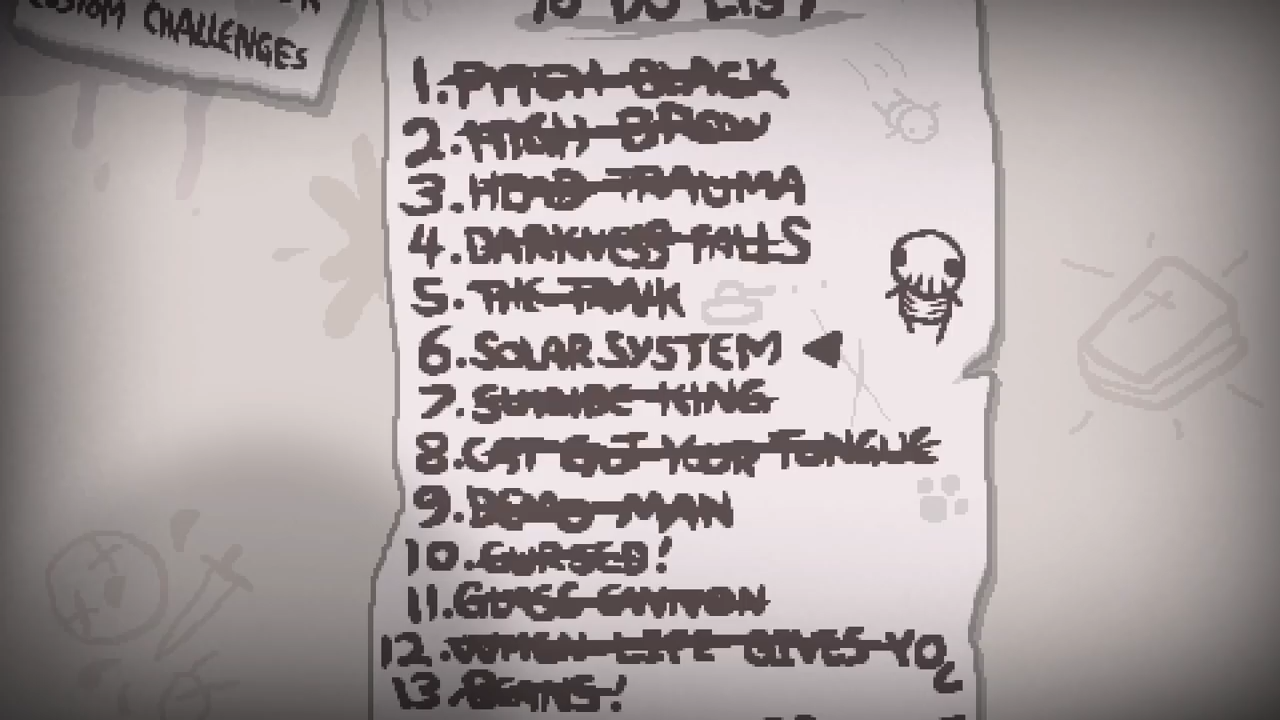 CUSTOM CHALLENGES
TO DO LIST
1. PITCH BLACK
2. HIGH BROW
3. HEAD TRAUMA
4. DARKNESS FALLS
5. THE TANK
6. SOLAR SYSTEM
7. SUICIDE KING
8. CAT GOT YOUR TONGUE
9. DEMO MAN
10. CURSED!
11. GLASS CANNON
12. WHEN LIFE GIVES YOU
13 BEANS!